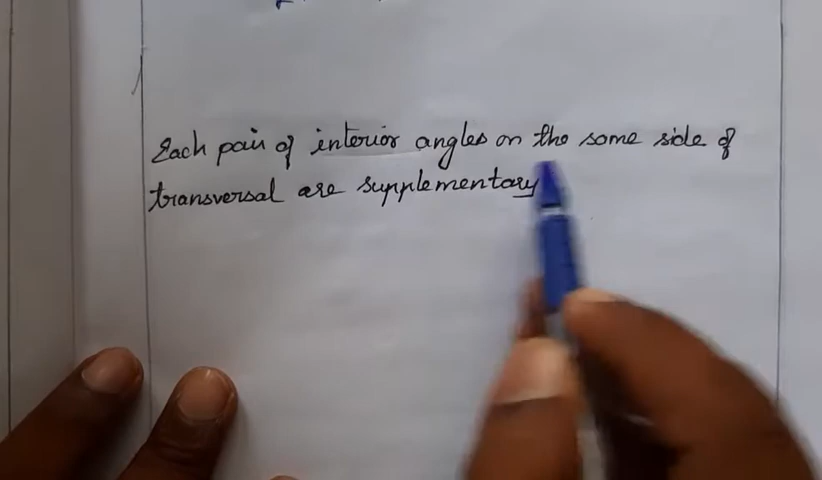 Each pair of interior angles on the same side of
transversal are supplementary